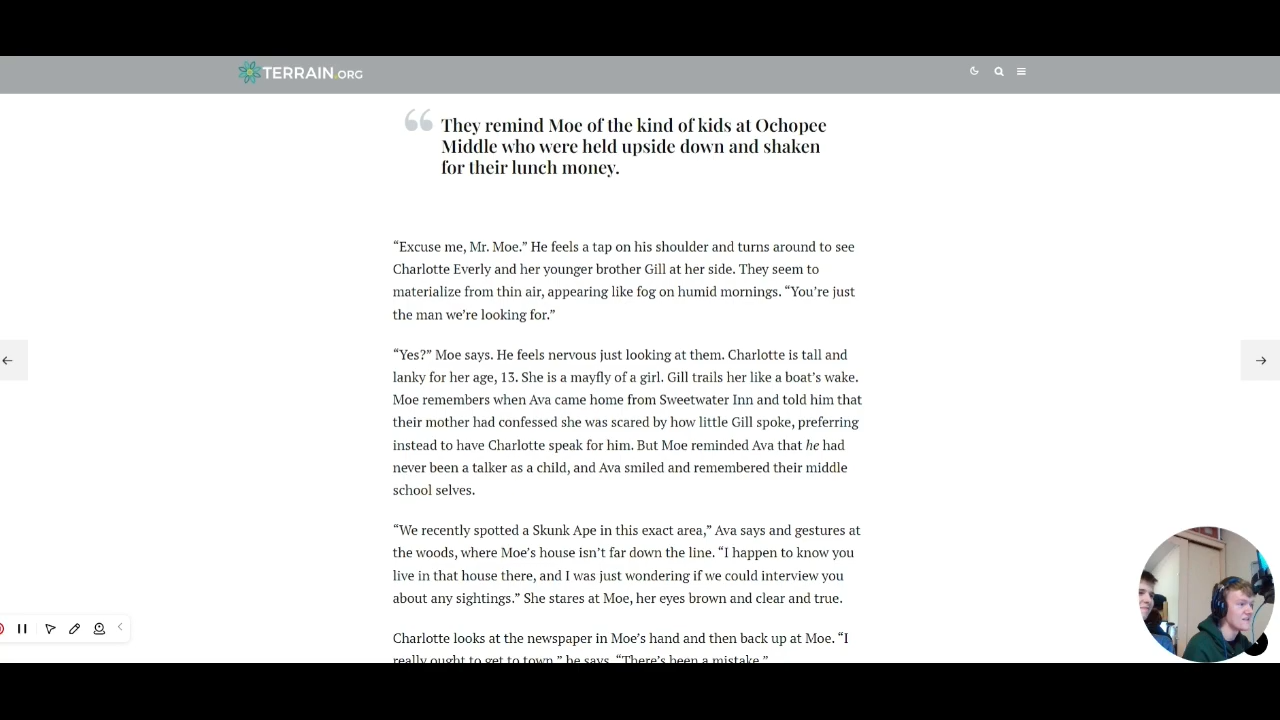 TERRAIN.ORG
“ They remind Moe of the kind of kids at Ochopee
Middle who were held upside down and shaken
for their lunch money.
“Excuse me, Mr. Moe.” He feels a tap on his shoulder and turns around to see
Charlotte Everly and her younger brother Gill at her side. They seem to
materialize from thin air, appearing like fog on humid mornings. “You’re just
the man we’re looking for.”
“Yes?” Moe says. He feels nervous just looking at them. Charlotte is tall and
lanky for her age, 13. She is a mayfly of a girl. Gill trails her like a boat’s wake.
Moe remembers when Ava came home from Sweetwater Inn and told him that
their mother had confessed she was scared by how little Gill spoke, preferring
instead to have Charlotte speak for him. But Moe reminded Ava that he had
never been a talker as a child, and Ava smiled and remembered their middle
school selves.
“We recently spotted a Skunk Ape in this exact area,” Ava says and gestures at
the woods, where Moe’s house isn’t far down the line. “I happen to know you
live in that house there, and I was just wondering if we could interview you
about any sightings.” She stares at Moe, her eyes brown and clear and true.
Charlotte looks at the newspaper in Moe’s hand and then back up at Moe. “I
really ought to get to town,” he says. “There’s been a mistake.”